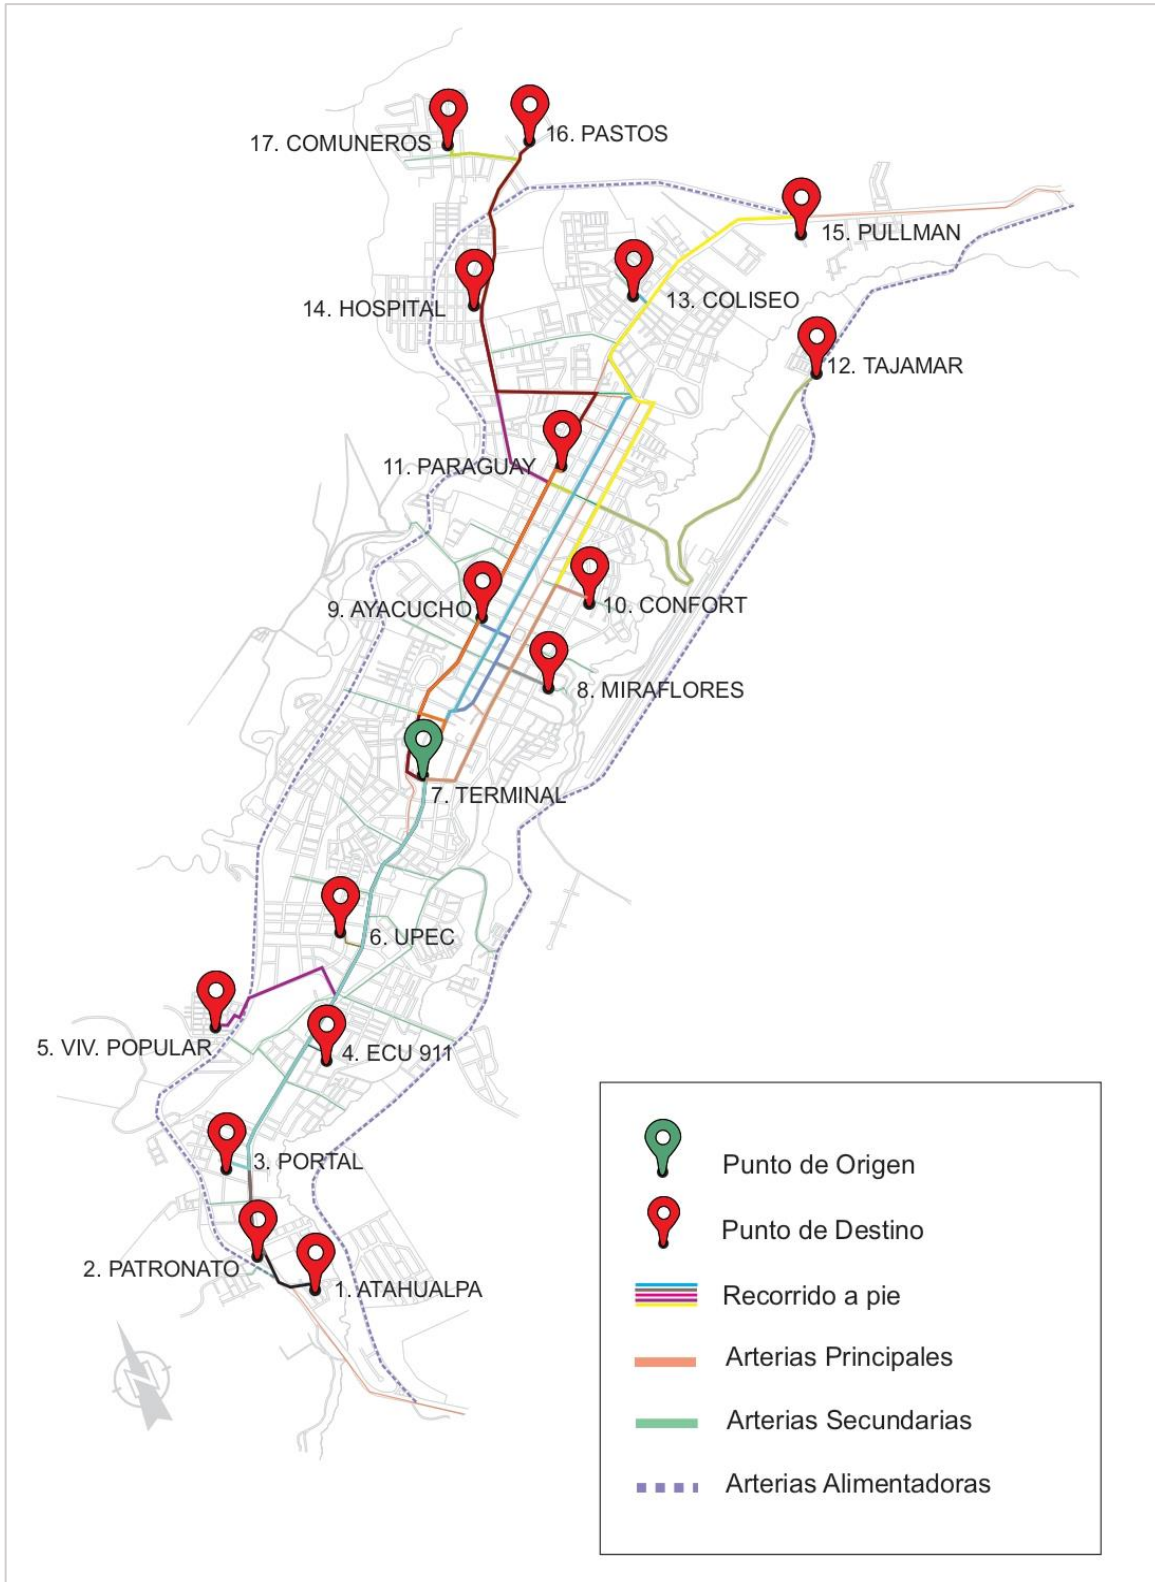 16. PASTOS
17. COMUNEROS
15. PULLMAN
13. COLISEO
14. HOSPITAL
12. TAJAMAR
11. PARAGUAY
10. CONFORT
9. AYACUCHO
8. MIRAFLORES
7. TERMINAL
6. UPEC
5. VIV. POPULAR
4. ECU 911
3. PORTAL
2. PATRONATO
1. ATAHUALPA
Punto de Origen
Punto de Destino
Recorrido a pie
Arterias Principales
Arterias Secundarias
Arterias Alimentadoras